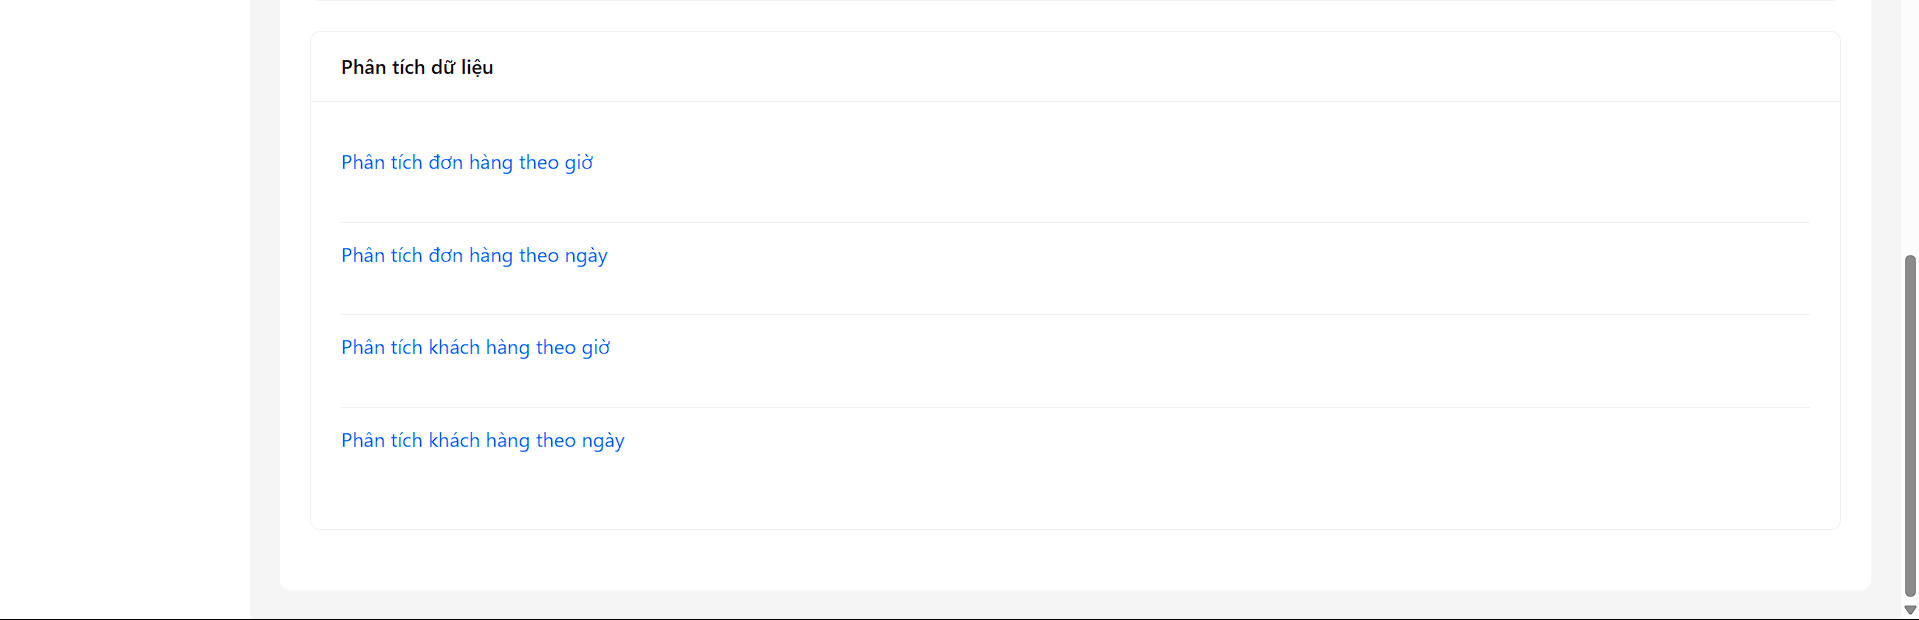 Phân tích dữ liệu
Phân tích đơn hàng theo giờ
Phân tích đơn hàng theo ngày
Phân tích khách hàng theo giờ
Phân tích khách hàng theo ngày